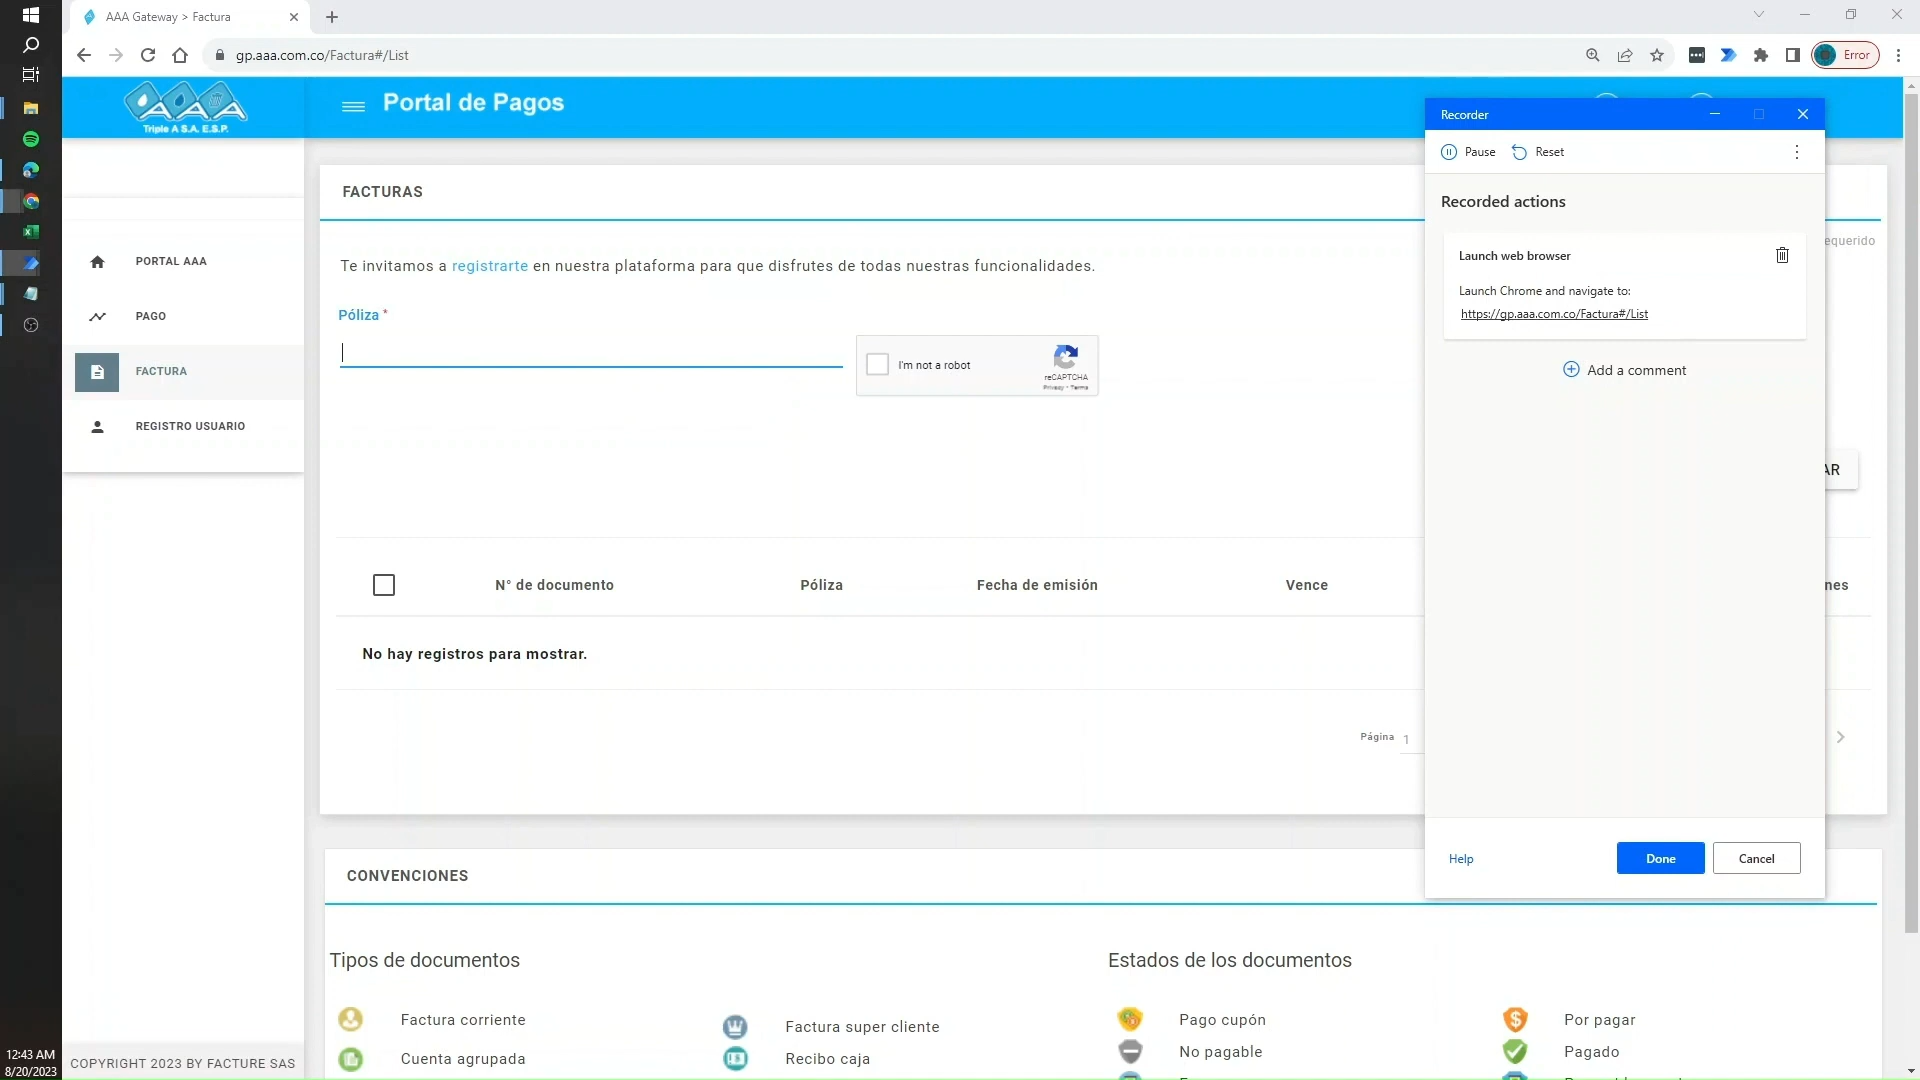 AAA Gateway > Factura
gp.aaa.com.co/Factura#/List
Error
AAA
Triple A S.A. E.S.P.
Portal de Pagos
Recorder
Pause
Reset
Recorded actions
Launch web browser
Launch Chrome and navigate to:
https://gp.aaa.com.co/Factura#/List
Add a comment
Help
Done
Cancel
PORTAL AAA
PAGO
FACTURA
REGISTRO USUARIO
FACTURAS
equerido
Te invitamos a registrarte en nuestra plataforma para que disfrutes de todas nuestras funcionalidades.
Póliza *
I'm not a robot
reCAPTCHA
Privacy - Terms
AR
N° de documento
Póliza
Fecha de emisión
Vence
nes
No hay registros para mostrar.
Página 1
CONVENCIONES
Tipos de documentos
Estados de los documentos
Factura corriente
Factura super cliente
Pago cupón
Por pagar
Cuenta agrupada
Recibo caja
No pagable
Pagado
COPYRIGHT 2023 BY FACTURE SAS
12:43 AM
8/20/2023